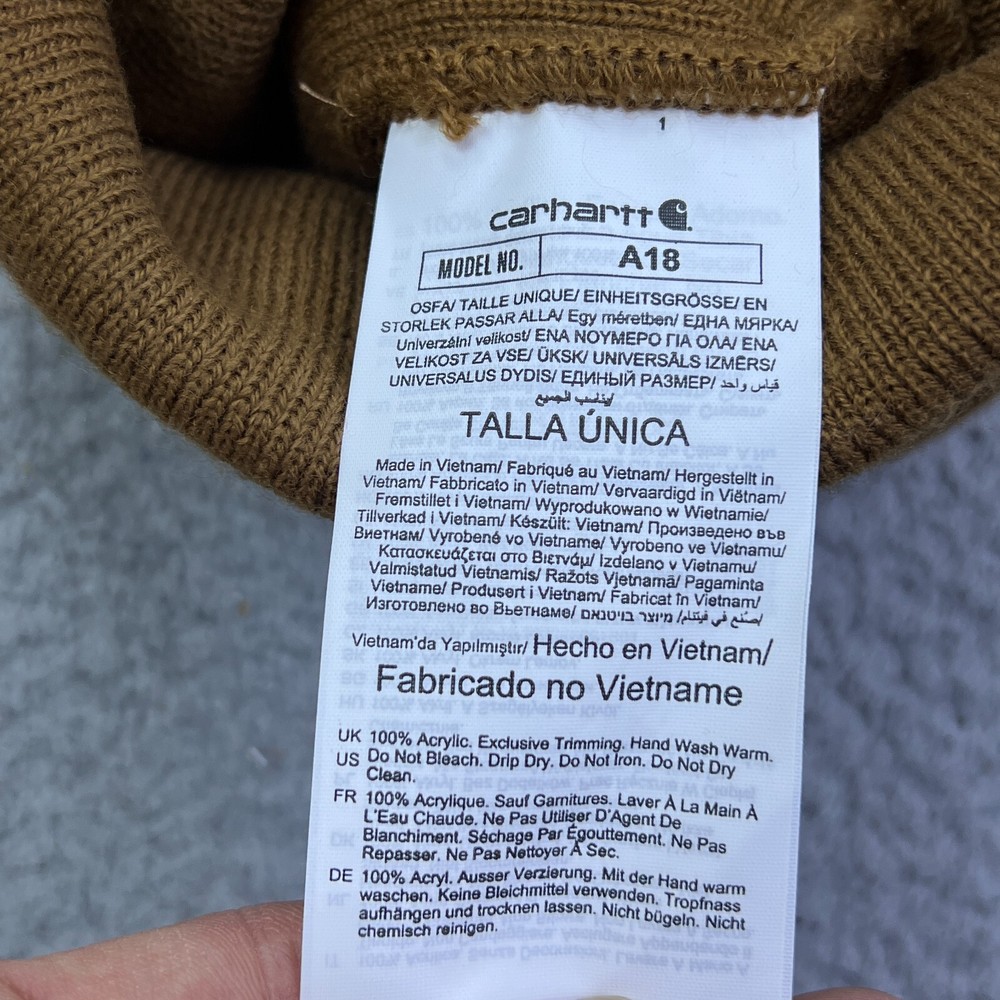 1
carhartt
MODEL NO. A18
OSFA/ TAILLE UNIQUE/ EINHEITSGRÖSSE/ EN
STORLEK PASSAR ALLA/ Egy méretben/ ЕДНА МЯРКА/
Univerzální velikost/ ΕΝΑ ΝΟΥΜΕΡΟ ΓΙΑ ΟΛΑ/ ENA
VELIKOST ZA VSE/ ÜKSK/ UNIVERSĀLS IZMĒRS/
UNIVERSALUS DYDIS/ ЕДИНЫЙ РАЗМЕР/ قياس واحد
يناسب الجميع/
TALLA ÚNICA
Made in Vietnam/ Fabriqué au Vietnam/ Hergestellt in
Vietnam/ Fabbricato in Vietnam/ Vervaardigd in Viëtnam/
Fremstillet i Vietnam/ Wyprodukowano w Wietnamie/
Tillverkad i Vietnam/ Készült: Vietnam/ Произведено във
Виетнам/ Vyrobené vo Vietname/ Vyrobeno ve Vietnamu/
Κατασκευάζεται στο Βιετνάμ/ Izdelano v Vietnamu/
Valmistatud Vietnamis/ Ražots Vjetnamā/ Pagaminta
Vietname/ Produsert i Vietnam/ Fabricat în Vietnam/
Изготовлено во Вьетнаме/ מיוצר בויטנאם /صنع في فيتنام/
Vietnam'da Yapılmıştır/ Hecho en Vietnam/
Fabricado no Vietname
UK 100% Acrylic. Exclusive Trimming. Hand Wash Warm.
US Do Not Bleach. Drip Dry. Do Not Iron. Do Not Dry
Clean.
FR 100% Acrylique. Sauf Garnitures. Laver À La Main À
L'Eau Chaude. Ne Pas Utiliser D'Agent De
Blanchiment. Séchage Par Égouttement. Ne Pas
Repasser. Ne Pas Nettoyer À Sec.
DE 100% Acryl. Ausser Verzierung. Mit der Hand warm
waschen. Keine Bleichmittel verwenden. Tropfnass
aufhängen und trocknen lassen. Nicht bügeln. Nicht
chemisch reinigen.